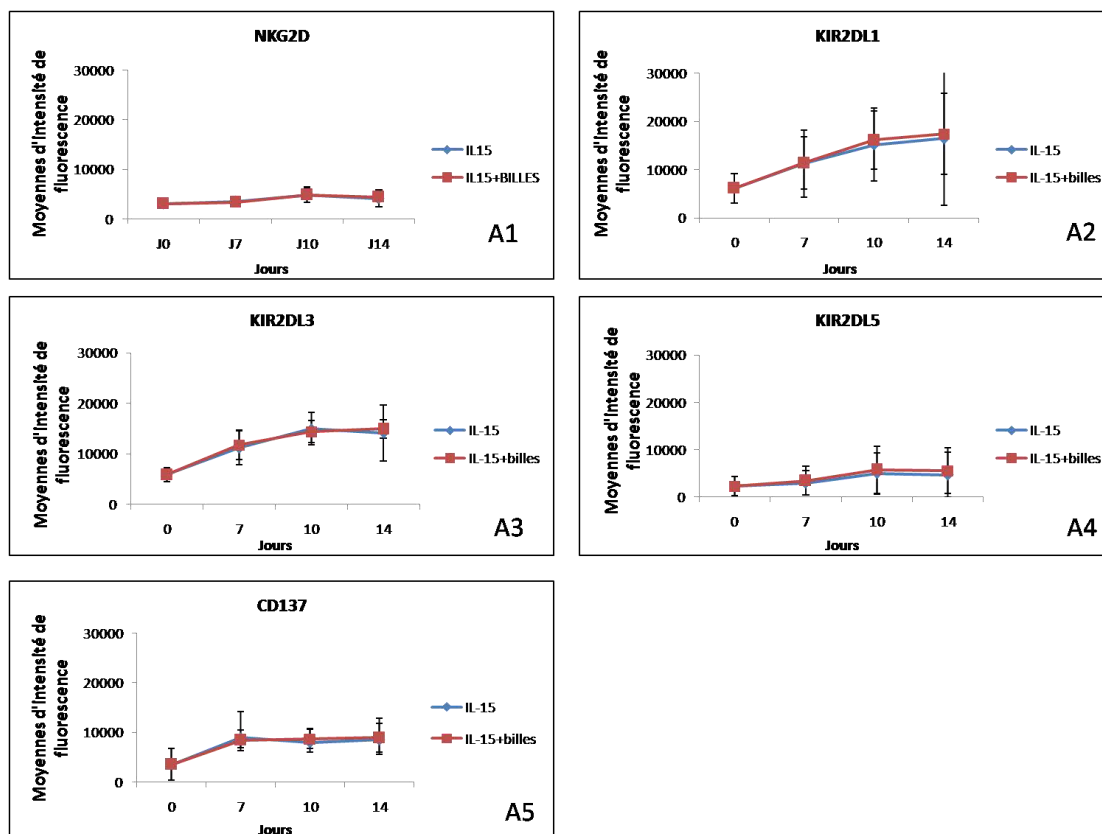 NKG2D
Moyennes d'Intensité de
fluorescence
30000
20000
10000
0
J0 J7 J10 J14
Jours
IL15
IL15+BILLES
A1
KIR2DL1
Moyennes d'Intensité de
fluorescence
30000
20000
10000
0
0 7 10 14
Jours
IL-15
IL-15+billes
A2
KIR2DL3
Moyennes d'Intensité de
fluorescence
30000
20000
10000
0
0 7 10 14
Jours
IL-15
IL-15+billes
A3
KIR2DL5
Moyennes d'Intensité de
fluorescence
30000
20000
10000
0
0 7 10 14
Jours
IL-15
IL-15+billes
A4
CD137
Moyennes d'Intensité de
fluorescence
30000
20000
10000
0
0 7 10 14
Jours
IL-15
IL-15+billes
A5